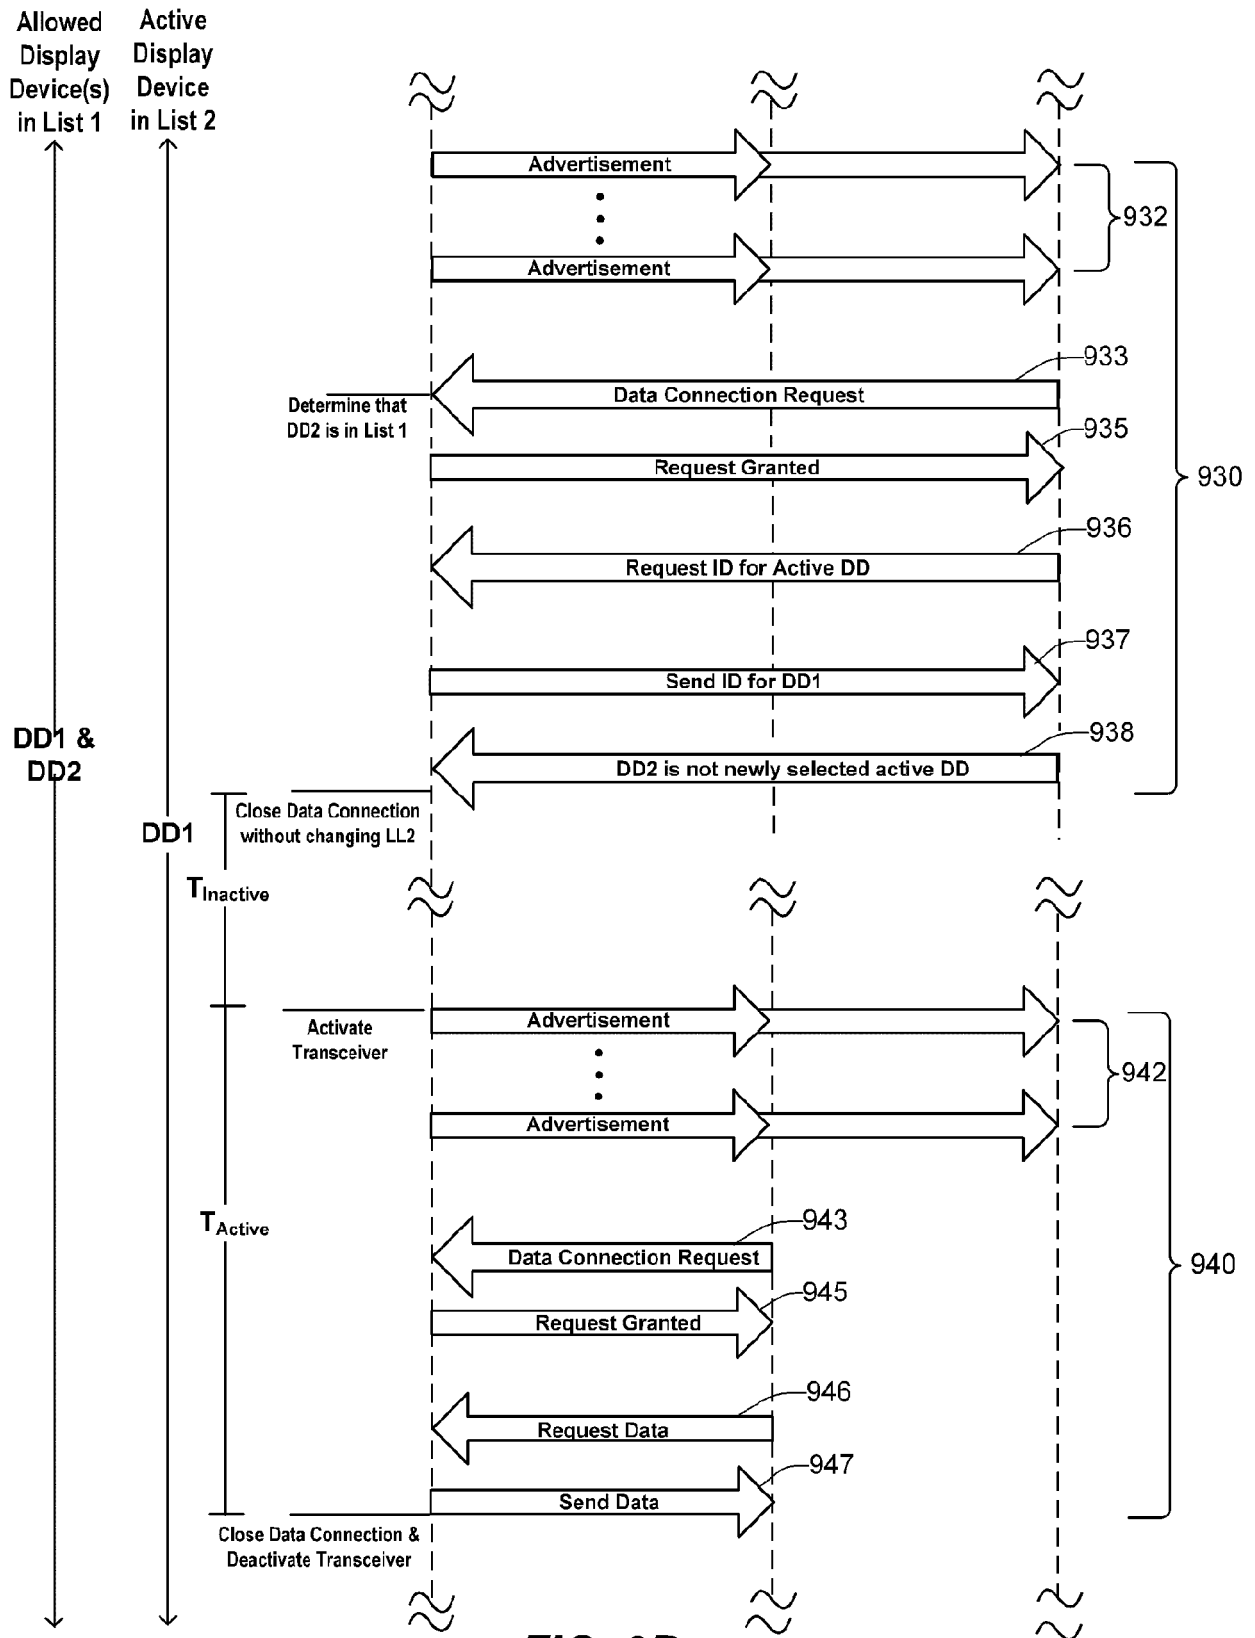 Allowed
Display
Device(s)
in List 1
Active
Display
Device
in List 2
Advertisement
932
Advertisement
933
Data Connection Request
Determine that
DD2 is in List 1
935
Request Granted
930
936
Request ID for Active DD
937
Send ID for DD1
938
DD1 &
DD2
DD2 is not newly selected active DD
Close Data Connection
without changing LL2
DD1
TInactive
Advertisement
Activate
Transceiver
942
Advertisement
TActive
943
Data Connection Request
940
945
Request Granted
946
Request Data
947
Send Data
Close Data Connection &
Deactivate Transceiver